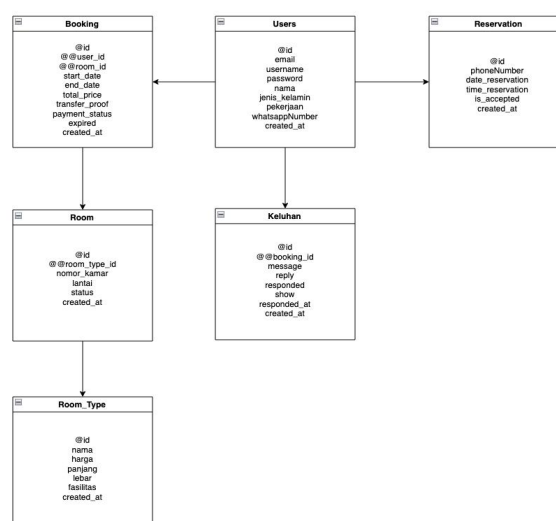 Booking
@id
@@user_id
@@room_id
start_date
end_date
total_price
transfer_proof
payment_status
expired
created_at
Users
@id
email
username
password
nama
jenis_kelamin
pekerjaan
whatsappNumber
created_at
Reservation
@id
phoneNumber
date_reservation
time_reservation
is_accepted
created_at
Room
@id
@@room_type_id
nomor_kamar
lantai
status
created_at
Keluhan
@id
@@booking_id
message
reply
responded
show
responded_at
created_at
Room_Type
@id
nama
harga
panjang
lebar
fasilitas
created_at